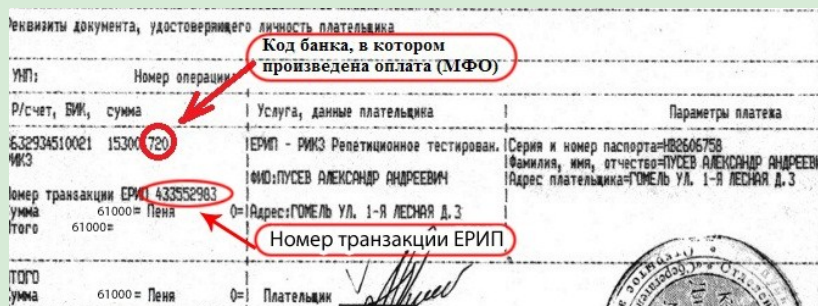 Реквизиты документа, удостоверяющего личность плательщика
Код банка, в котором
произведена оплата (МФО)
УНП: Номер операции
Р/счет, БИК, сумма Услуга, данные плательщика Параметры платежа
3632934510021 15300 720 ЕРИП - РИКЗ Репетиционное тестирован. Серия и номер паспорта=НВ2606758
РИКЗ Фамилия, имя, отчество=ПУСЕВ АЛЕКСАНДР АНДРЕЕВ
ФИО:ПУСЕВ АЛЕКСАНДР АНДРЕЕВИЧ Адрес плательщика=ГОМЕЛЬ УЛ. 1-Я ЛЕСНАЯ Д.3
Номер транзакции ЕРИП 433552983
Сумма 61000= Пеня 0= Адрес:ГОМЕЛЬ УЛ. 1-Я ЛЕСНАЯ Д.3
Итого 61000=
Номер транзакции ЕРИП
ИТОГО
Сумма 61000= Пеня 0= Плательщик